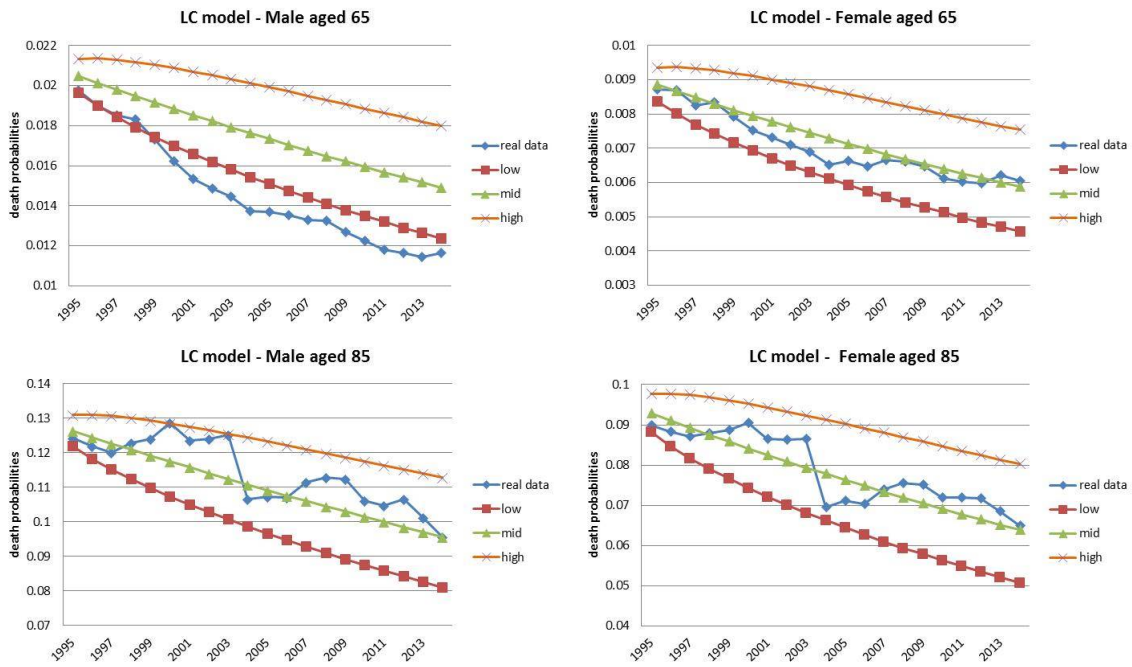 LC model - Male aged 65
0.022
0.02
0.018
0.016
0.014
0.012
0.01
death probabilities
1995
1997
1999
2001
2003
2005
2007
2009
2011
2013
real data
low
mid
high
LC model - Female aged 65
0.01
0.009
0.008
0.007
0.006
0.005
0.004
0.003
death probabilities
1995
1997
1999
2001
2003
2005
2007
2009
2011
2013
real data
low
mid
high
LC model - Male aged 85
0.14
0.13
0.12
0.11
0.1
0.09
0.08
0.07
death probabilities
1995
1997
1999
2001
2003
2005
2007
2009
2011
2013
real data
low
mid
high
LC model - Female aged 85
0.1
0.09
0.08
0.07
0.06
0.05
0.04
death probabilities
1995
1997
1999
2001
2003
2005
2007
2009
2011
2013
real data
low
mid
high